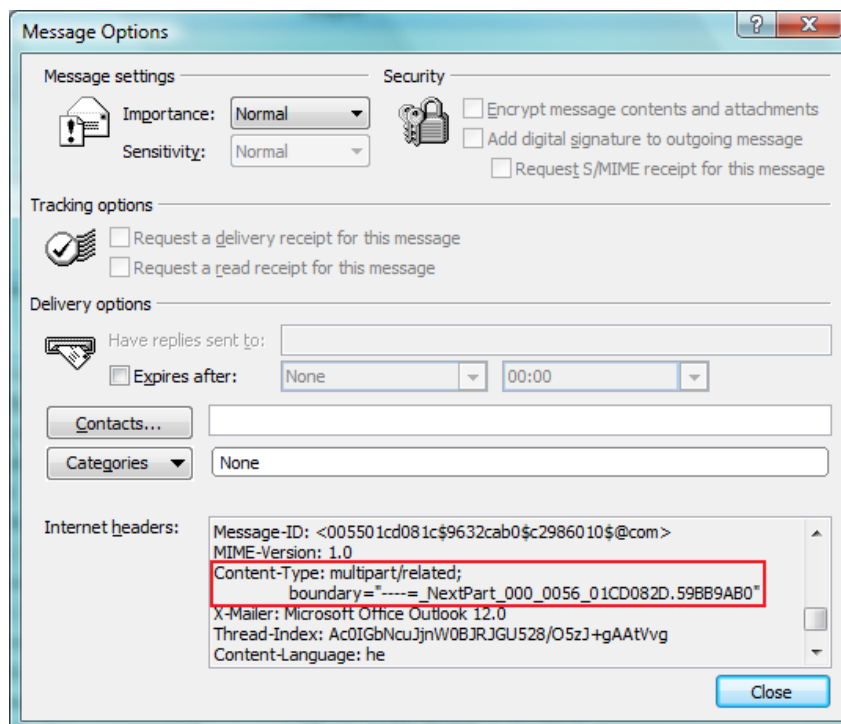 Message Options
Message settings
Security
Importance: Normal
Encrypt message contents and attachments
Sensitivity: Normal
Add digital signature to outgoing message
Request S/MIME receipt for this message
Tracking options
Request a delivery receipt for this message
Request a read receipt for this message
Delivery options
Have replies sent to:
Expires after: None 00:00
Contacts...
Categories None
Internet headers:
Message-ID: <005501cd081c$9632cab0$c2986010$@com>
MIME-Version: 1.0
Content-Type: multipart/related;
boundary="----=_NextPart_000_0056_01CD082D.59BB9AB0"
X-Mailer: Microsoft Office Outlook 12.0
Thread-Index: Ac0IGbNcuJjnW0BJRJGU528/O5zJ+gAAtVvg
Content-Language: he
Close